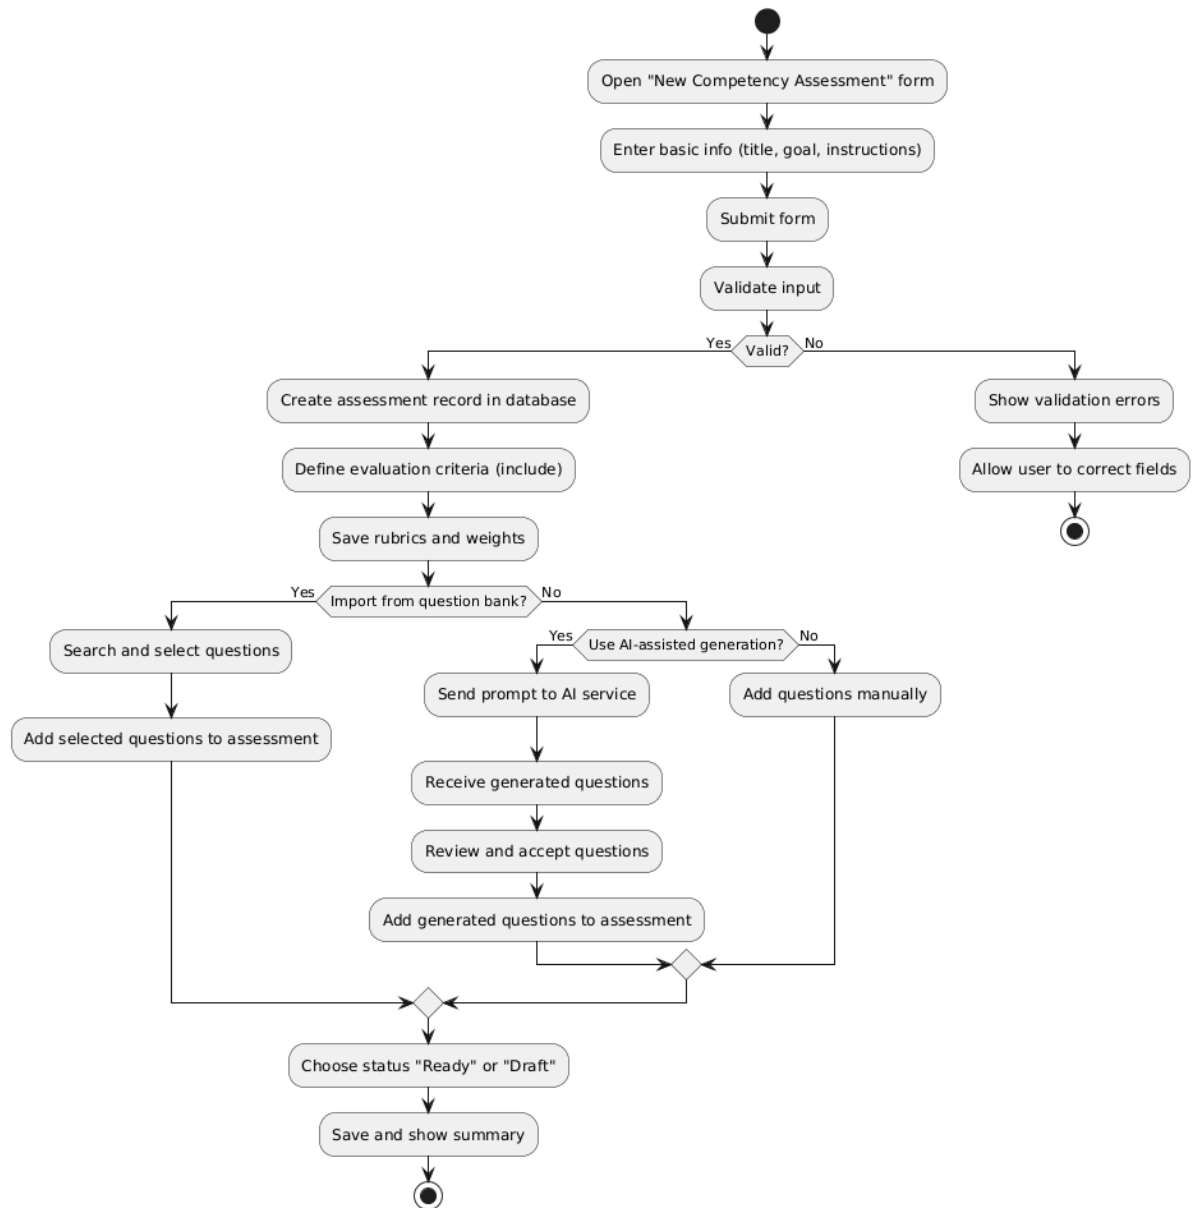 Open "New Competency Assessment" form
Enter basic info (title, goal, instructions)
Submit form
Validate input
Yes
Valid?
No
Create assessment record in database
Show validation errors
Define evaluation criteria (include)
Allow user to correct fields
Save rubrics and weights
Yes
Import from question bank?
No
Search and select questions
Yes
Use AI-assisted generation?
No
Send prompt to AI service
Add questions manually
Add selected questions to assessment
Receive generated questions
Review and accept questions
Add generated questions to assessment
Choose status "Ready" or "Draft"
Save and show summary